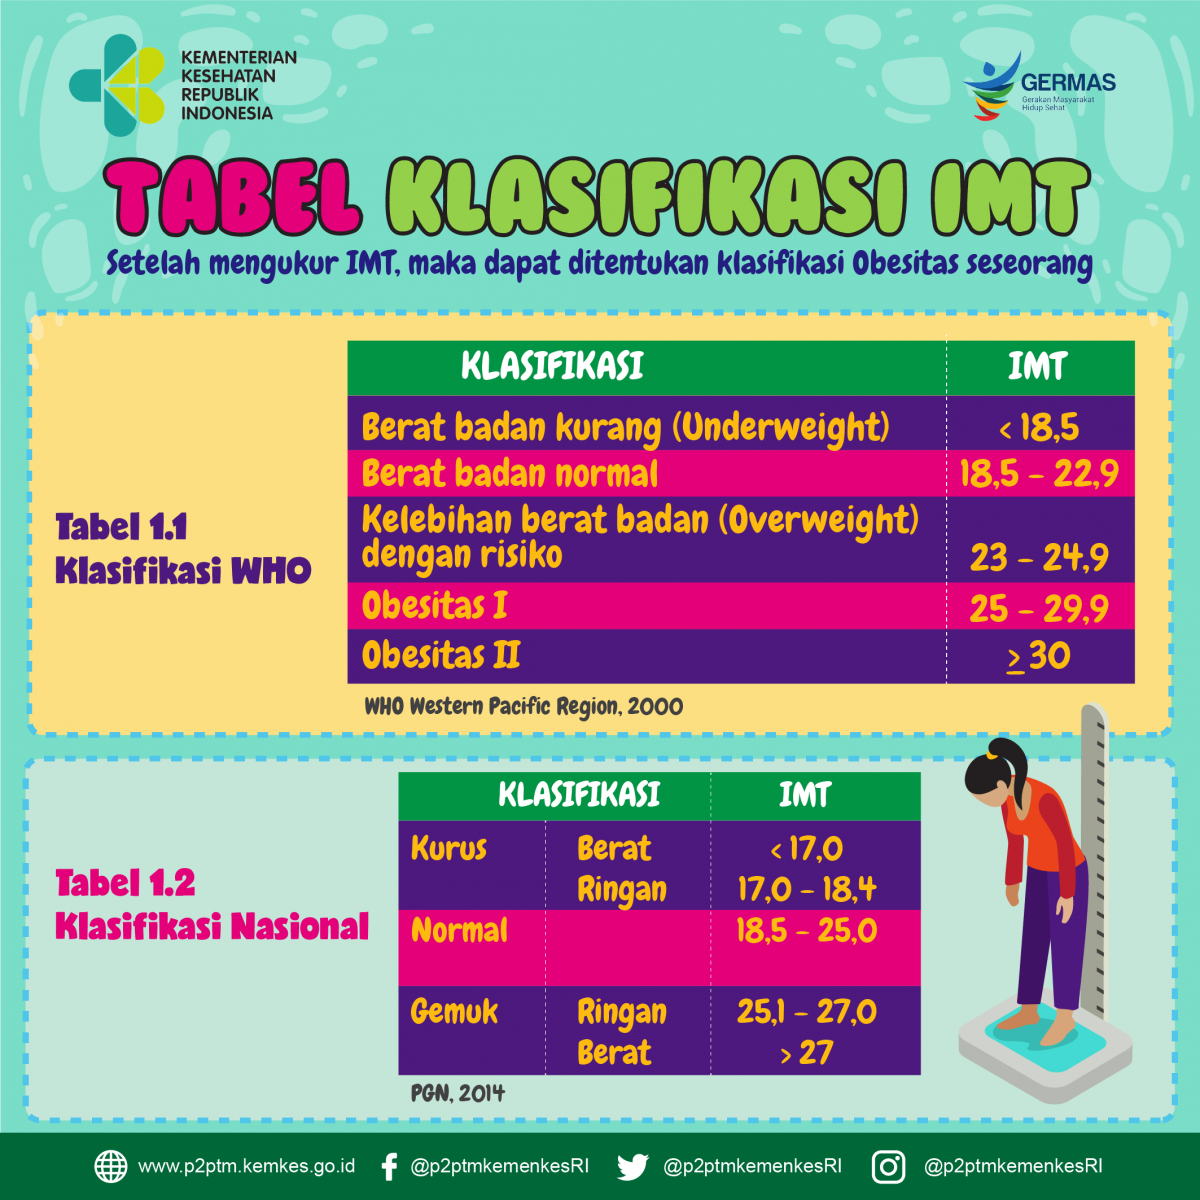 KEMENTERIAN
KESEHATAN
REPUBLIK
INDONESIA
GERMAS
Gerakan Masyarakat
Hidup Sehat
TABEL KLASIFIKASI IMT
Setelah mengukur IMT, maka dapat ditentukan klasifikasi Obesitas seseorang
Tabel 1.1
Klasifikasi WHO
KLASIFIKASI IMT
Berat badan kurang (Underweight) < 18,5
Berat badan normal 18,5 – 22,9
Kelebihan berat badan (Overweight)
dengan risiko 23 – 24,9
Obesitas I 25 – 29,9
Obesitas II ≥ 30
WHO Western Pacific Region, 2000
Tabel 1.2
Klasifikasi Nasional
KLASIFIKASI IMT
Kurus Berat < 17,0
Ringan 17,0 – 18,4
Normal 18,5 – 25,0
Gemuk Ringan 25,1 – 27,0
Berat > 27
PGN, 2014
www.p2ptm.kemkes.go.id @p2ptmkemenkesRI @p2ptmkemenkesRI @p2ptmkemenkesRI